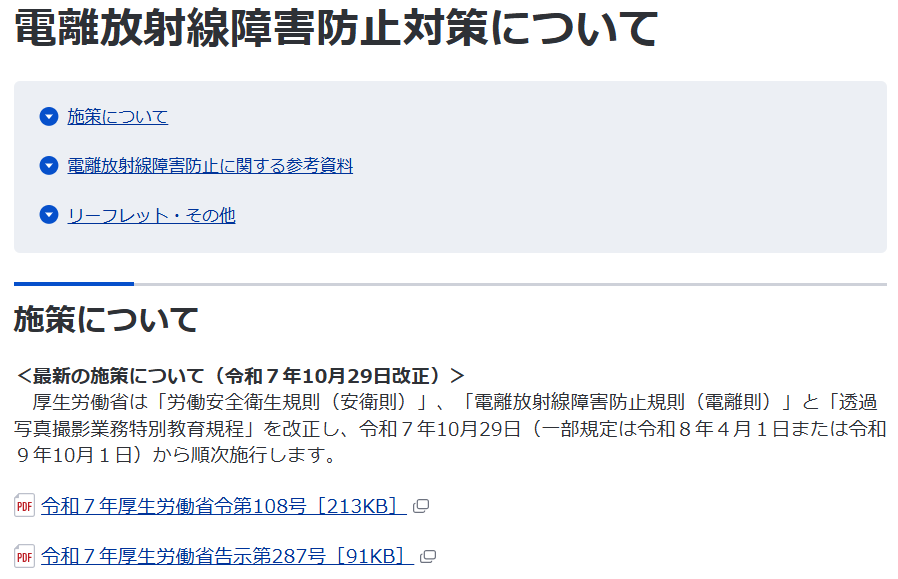 電離放射線障害防止対策について
施策について
電離放射線障害防止に関する参考資料
リーフレット・その他
施策について
＜最新の施策について（令和７年10月29日改正）＞
　厚生労働省は「労働安全衛生規則（安衛則）」、「電離放射線障害防止規則（電離則）」と「透過
写真撮影業務特別教育規程」を改正し、令和７年10月29日（一部規定は令和８年４月１日または令和
９年10月１日）から順次施行します。
PDF 令和７年厚生労働省令第108号［213KB］
PDF 令和７年厚生労働省告示第287号［91KB］